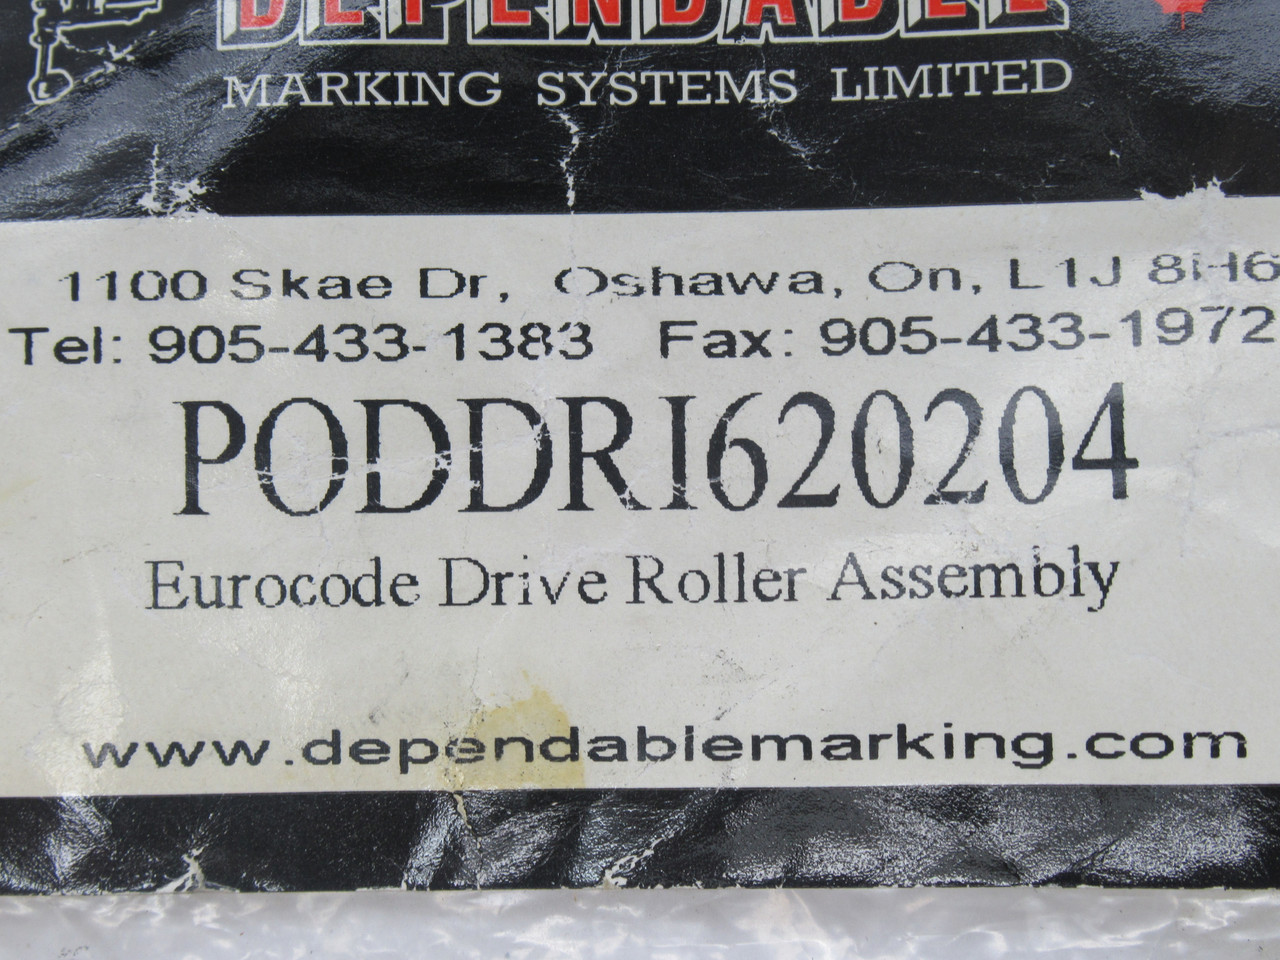 DEPENDABLE
MARKING SYSTEMS LIMITED
1100 Skae Dr, Oshawa, On, L1J 8H6
Tel: 905-433-1383 Fax: 905-433-1972
PODDRI620204
Eurocode Drive Roller Assembly
www.dependablemarking.com